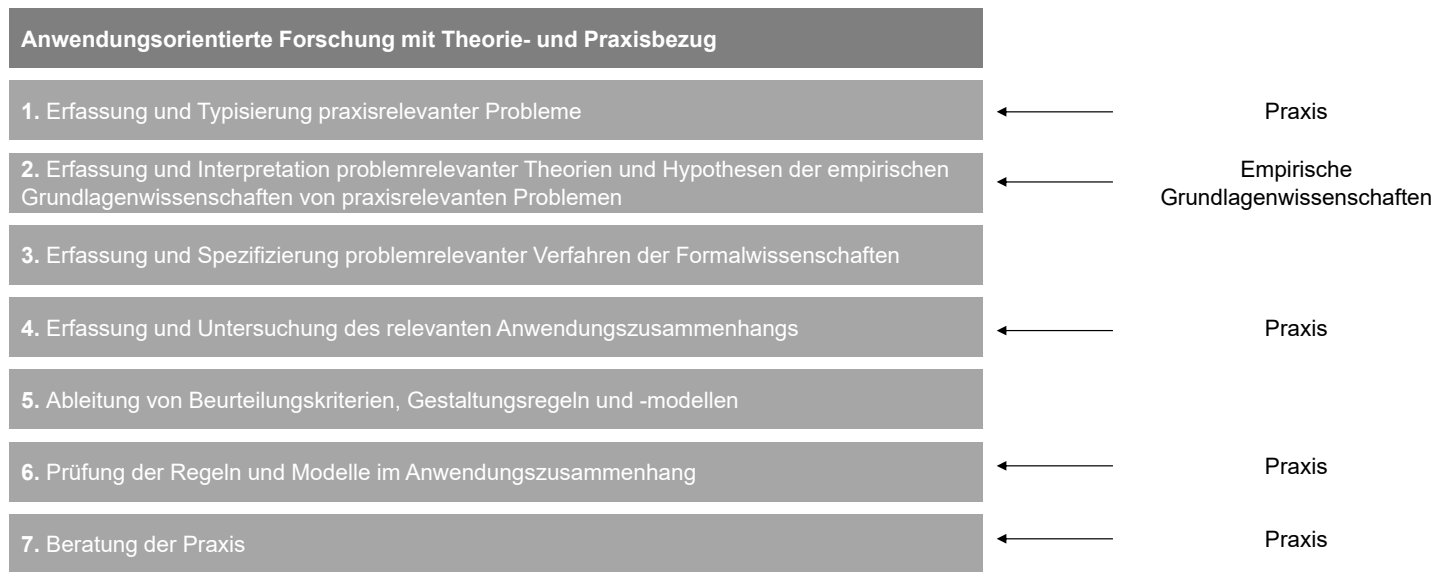 Anwendungsorientierte Forschung mit Theorie- und Praxisbezug
1. Erfassung und Typisierung praxisrelevanter Probleme
Praxis
2. Erfassung und Interpretation problemrelevanter Theorien und Hypothesen der empirischen
Grundlagenwissenschaften von praxisrelevanten Problemen
Empirische
Grundlagenwissenschaften
3. Erfassung und Spezifizierung problemrelevanter Verfahren der Formalwissenschaften
4. Erfassung und Untersuchung des relevanten Anwendungszusammenhangs
Praxis
5. Ableitung von Beurteilungskriterien, Gestaltungsregeln und -modellen
6. Prüfung der Regeln und Modelle im Anwendungszusammenhang
Praxis
7. Beratung der Praxis
Praxis